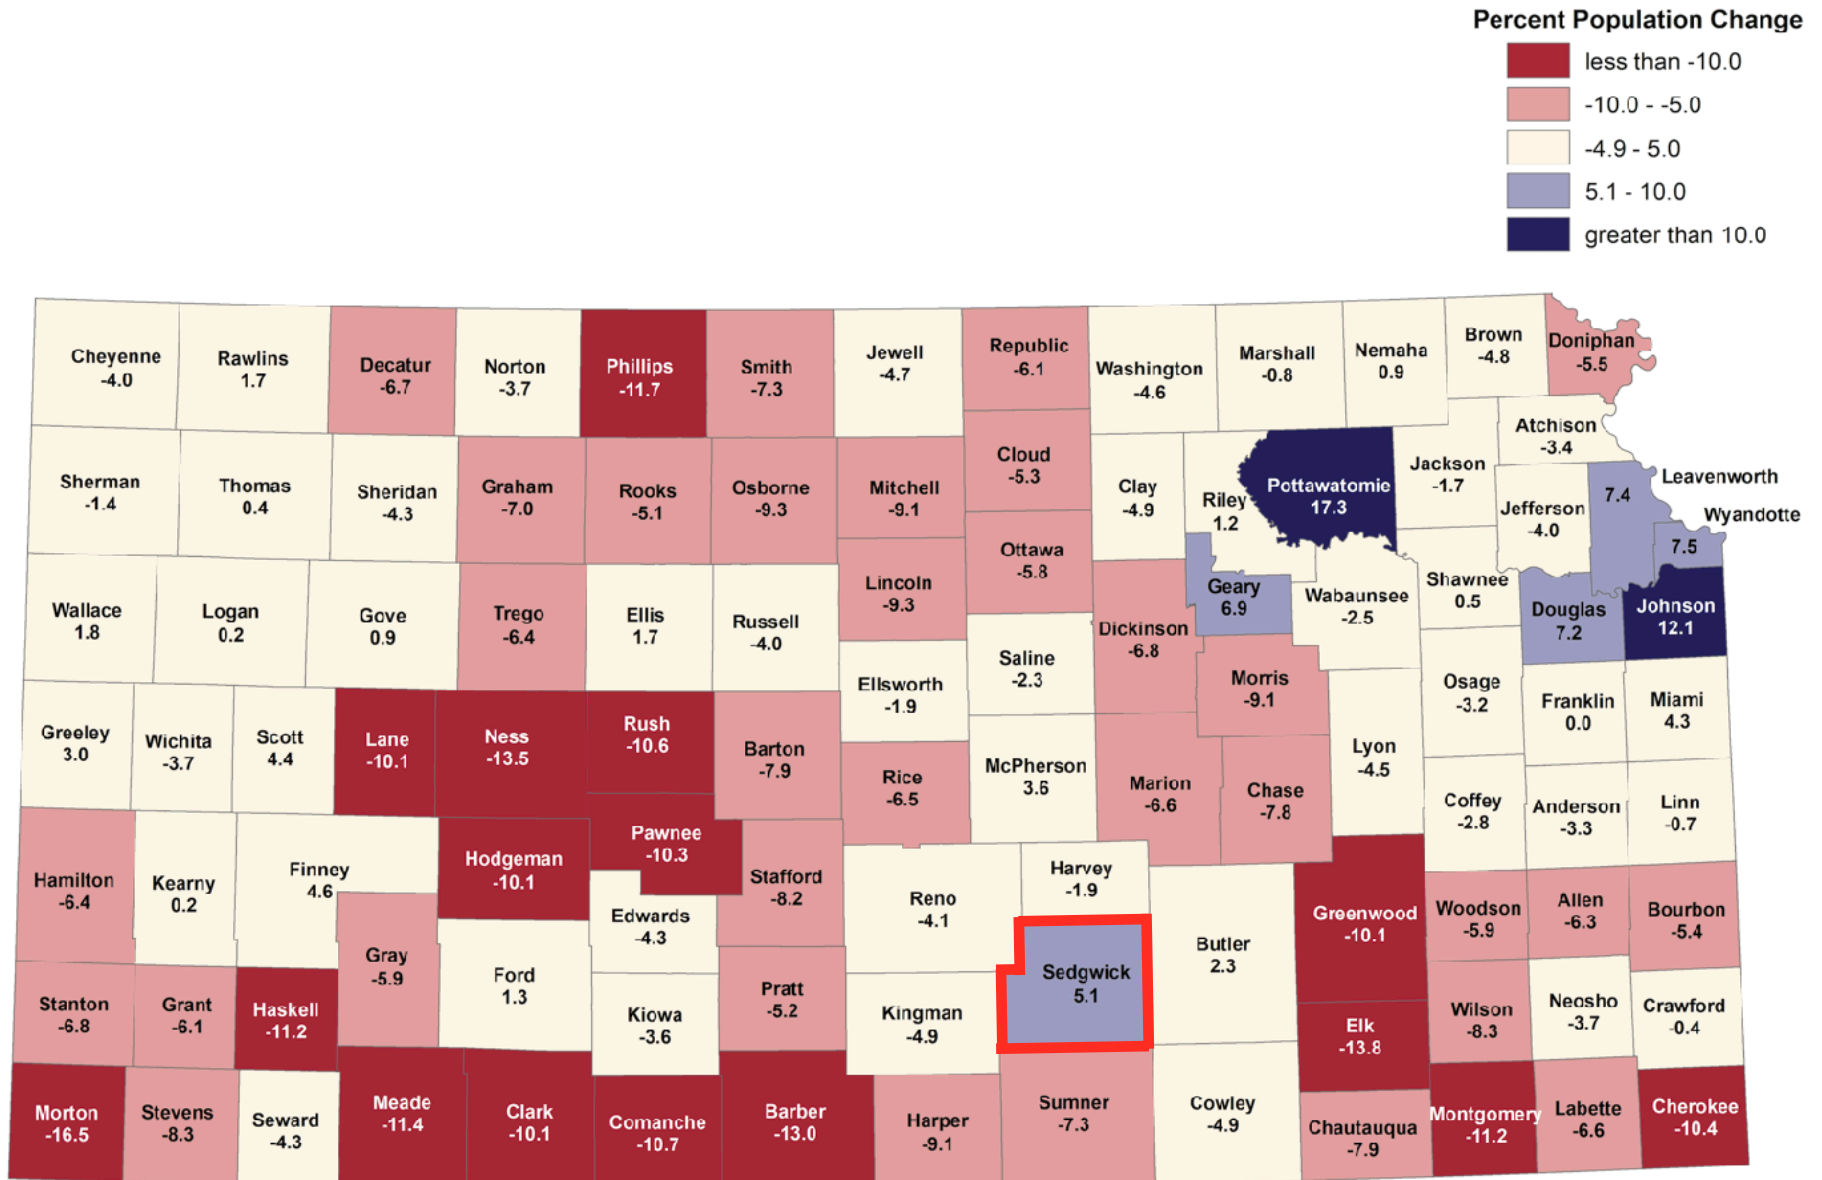 Percent Population Change
less than -10.0
-10.0 - -5.0
-4.9 - 5.0
5.1 - 10.0
greater than 10.0
Cheyenne
-4.0
Rawlins
1.7
Decatur
-6.7
Norton
-3.7
Phillips
-11.7
Smith
-7.3
Jewell
-4.7
Republic
-6.1
Washington
-4.6
Marshall
-0.8
Nemaha
0.9
Brown
-4.8
Doniphan
-5.5
Sherman
-1.4
Thomas
0.4
Sheridan
-4.3
Graham
-7.0
Rooks
-5.1
Osborne
-9.3
Mitchell
-9.1
Cloud
-5.3
Clay
-4.9
Riley
1.2
Pottawatomie
17.3
Jackson
-1.7
Atchison
-3.4
Jefferson
-4.0
Leavenworth
7.4
Wyandotte
7.5
Wallace
1.8
Logan
0.2
Gove
0.9
Trego
-6.4
Ellis
1.7
Russell
-4.0
Lincoln
-9.3
Ottawa
-5.8
Saline
-2.3
Dickinson
-6.8
Geary
6.9
Wabaunsee
-2.5
Shawnee
0.5
Douglas
7.2
Johnson
12.1
Greeley
3.0
Wichita
-3.7
Scott
4.4
Lane
-10.1
Ness
-13.5
Rush
-10.6
Barton
-7.9
Ellsworth
-1.9
Rice
-6.5
McPherson
3.6
Marion
-6.6
Morris
-9.1
Chase
-7.8
Lyon
-4.5
Osage
-3.2
Franklin
0.0
Miami
4.3
Coffey
-2.8
Anderson
-3.3
Linn
-0.7
Hamilton
-6.4
Kearny
0.2
Finney
4.6
Hodgeman
-10.1
Pawnee
-10.3
Stafford
-8.2
Edwards
-4.3
Gray
-5.9
Ford
1.3
Reno
-4.1
Harvey
-1.9
Sedgwick
5.1
Butler
2.3
Greenwood
-10.1
Woodson
-5.9
Allen
-6.3
Bourbon
-5.4
Stanton
-6.8
Grant
-6.1
Haskell
-11.2
Kiowa
-3.6
Pratt
-5.2
Kingman
-4.9
Elk
-13.8
Wilson
-8.3
Neosho
-3.7
Crawford
-0.4
Morton
-16.5
Stevens
-8.3
Seward
-4.3
Meade
-11.4
Clark
-10.1
Comanche
-10.7
Barber
-13.0
Harper
-9.1
Sumner
-7.3
Cowley
-4.9
Chautauqua
-7.9
Montgomery
-11.2
Labette
-6.6
Cherokee
-10.4